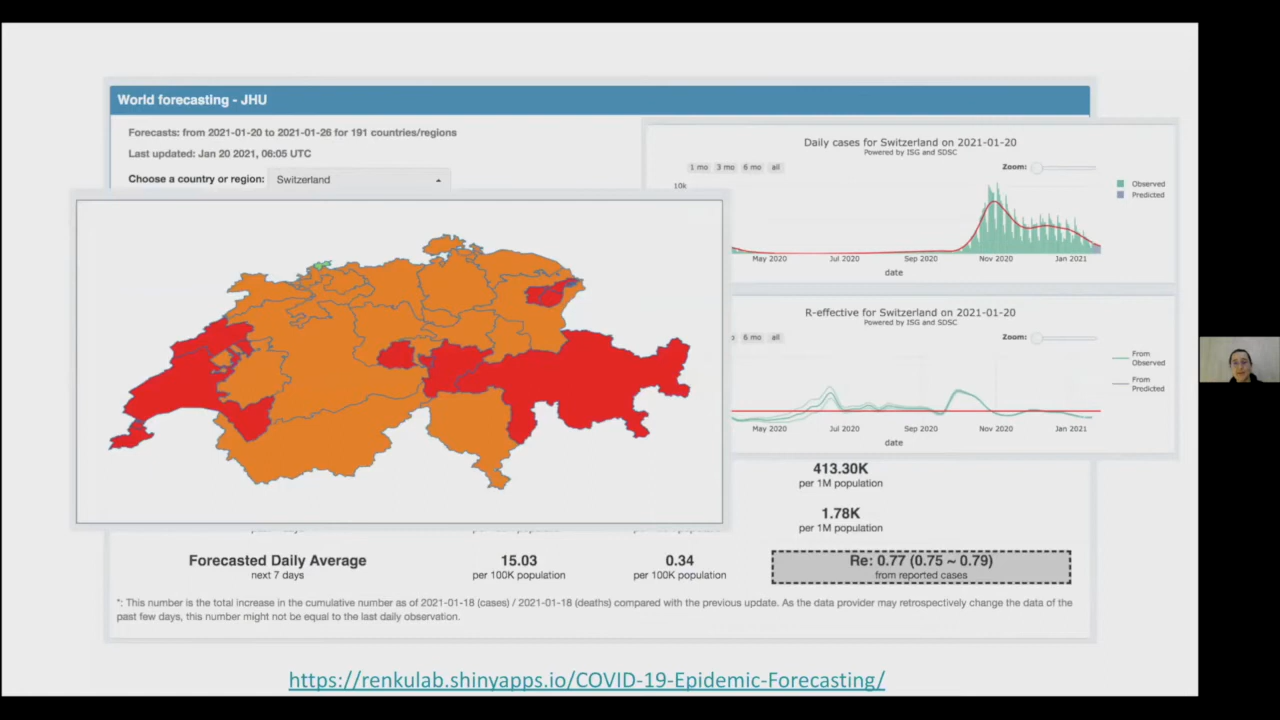 World forecasting - JHU
Forecasts: from 2021-01-20 to 2021-01-26 for 191 countries/regions
Last updated: Jan 20 2021, 06:05 UTC
Choose a country or region: Switzerland
Daily cases for Switzerland on 2021-01-20
Powered by ISG and SDSC
1 mo 3 mo 6 mo all
Zoom:
10k
Observed
Predicted
May 2020 Jul 2020 Sep 2020 Nov 2020 Jan 2021
date
R-effective for Switzerland on 2021-01-20
Powered by ISG and SDSC
6 mo all
Zoom:
From
Observed
From
Predicted
May 2020 Jul 2020 Sep 2020 Nov 2020 Jan 2021
date
413.30K
per 1M population
1.78K
per 1M population
Forecasted Daily Average 15.03 0.34 Re: 0.77 (0.75 ~ 0.79)
next 7 days per 100K population per 100K population from reported cases
*: This number is the total increase in the cumulative number as of 2021-01-18 (cases) / 2021-01-18 (deaths) compared with the previous update. As the data provider may retrospectively change the data of the
past few days, this number might not be equal to the last daily observation.
https://renkulab.shinyapps.io/COVID-19-Epidemic-Forecasting/